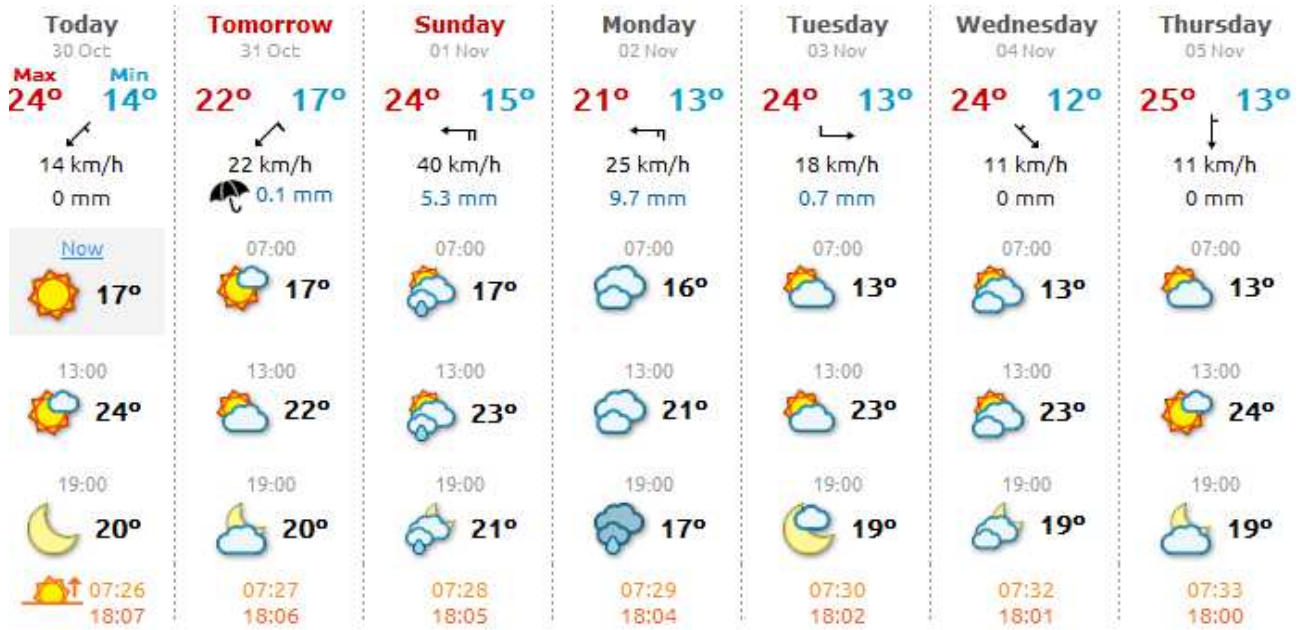 Today Tomorrow Sunday Monday Tuesday Wednesday Thursday
30 Oct 31 Oct 01 Nov 02 Nov 03 Nov 04 Nov 05 Nov
Max Min
24º 14º 22º 17º 24º 15º 21º 13º 24º 13º 24º 12º 25º 13º
14 km/h 22 km/h 40 km/h 25 km/h 18 km/h 11 km/h 11 km/h
0 mm 0.1 mm 5.3 mm 9.7 mm 0.7 mm 0 mm 0 mm
Now 07:00 07:00 07:00 07:00 07:00 07:00
17º 17º 17º 16º 13º 13º 13º
13:00 13:00 13:00 13:00 13:00 13:00 13:00
24º 22º 23º 21º 23º 23º 24º
19:00 19:00 19:00 19:00 19:00 19:00 19:00
20º 20º 21º 17º 19º 19º 19º
07:26 07:27 07:28 07:29 07:30 07:32 07:33
18:07 18:06 18:05 18:04 18:02 18:01 18:00